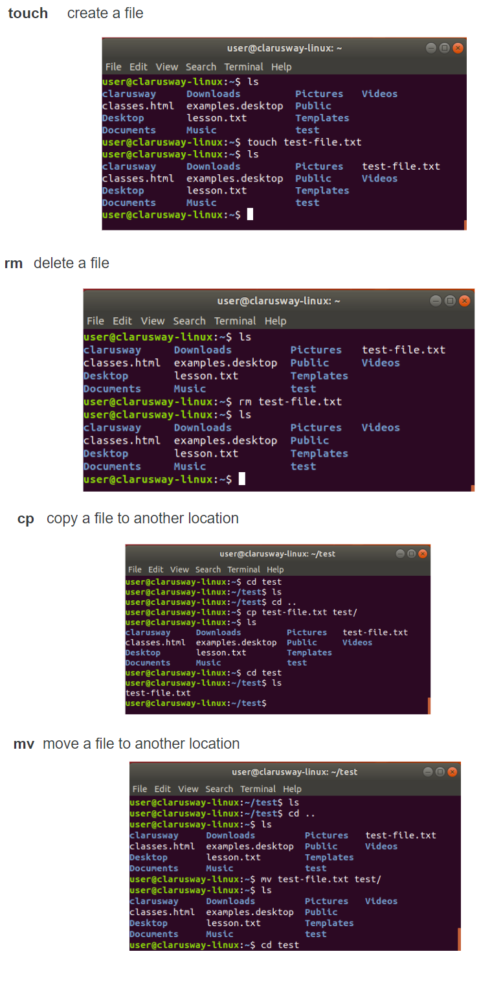 touch create a file
user@clarusway-linux: ~
File Edit View Search Terminal Help
user@clarusway-linux:~$ ls
clarusway Downloads Pictures Videos
classes.html examples.desktop Public
Desktop lesson.txt Templates
Documents Music test
user@clarusway-linux:~$ touch test-file.txt
user@clarusway-linux:~$ ls
clarusway Downloads Pictures test-file.txt
classes.html examples.desktop Public Videos
Desktop lesson.txt Templates
Documents Music test
user@clarusway-linux:~$
rm delete a file
user@clarusway-linux: ~
File Edit View Search Terminal Help
user@clarusway-linux:~$ ls
clarusway Downloads Pictures test-file.txt
classes.html examples.desktop Public Videos
Desktop lesson.txt Templates
Documents Music test
user@clarusway-linux:~$ rm test-file.txt
user@clarusway-linux:~$ ls
clarusway Downloads Pictures Videos
classes.html examples.desktop Public
Desktop lesson.txt Templates
Documents Music test
user@clarusway-linux:~$
cp copy a file to another location
user@clarusway-linux: ~/test
File Edit View Search Terminal Help
user@clarusway-linux:~$ cd test
user@clarusway-linux:~/test$ ls
user@clarusway-linux:~/test$ cd ..
user@clarusway-linux:~$ cp test-file.txt test/
user@clarusway-linux:~$ ls
clarusway Downloads Pictures test-file.txt
classes.html examples.desktop Public Videos
Desktop lesson.txt Templates
Documents Music test
user@clarusway-linux:~$ cd test
user@clarusway-linux:~/test$ ls
test-file.txt
user@clarusway-linux:~/test$
mv move a file to another location
user@clarusway-linux: ~/test
File Edit View Search Terminal Help
user@clarusway-linux:~/test$ ls
user@clarusway-linux:~/test$ cd ..
user@clarusway-linux:~$ ls
clarusway Downloads Pictures test-file.txt
classes.html examples.desktop Public Videos
Desktop lesson.txt Templates
Documents Music test
user@clarusway-linux:~$ mv test-file.txt test/
user@clarusway-linux:~$ ls
clarusway Downloads Pictures Videos
classes.html examples.desktop Public
Desktop lesson.txt Templates
Documents Music test
user@clarusway-linux:~$ cd test